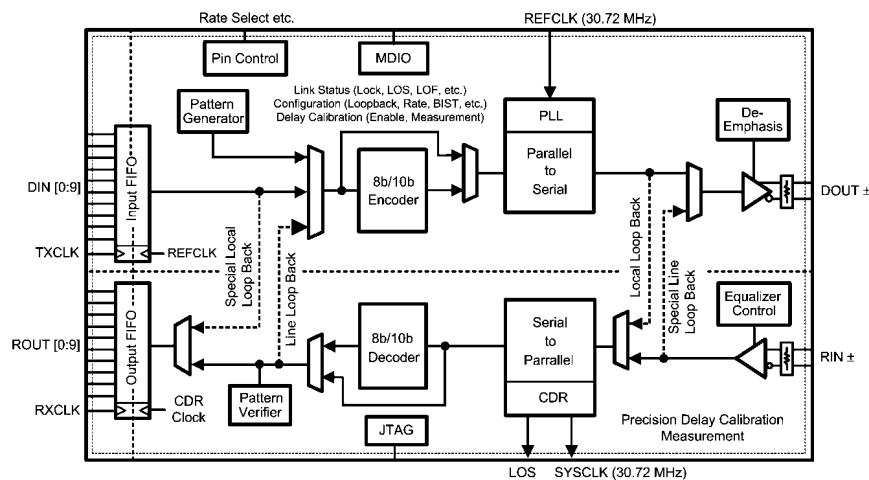 Rate Select etc.
REFCLK (30.72 MHz)
Pin Control
MDIO
Link Status (Lock, LOS, LOF, etc.)
Configuration (Loopback, Rate, BIST, etc.)
Delay Calibration (Enable, Measurement)
Pattern
Generator
PLL
Parallel
to
Serial
De-
Emphasis
Input FIFO
DIN [0:9]
8b/10b
Encoder
DOUT ±
TXCLK
REFCLK
Special Local
Loop Back
Line Loop Back
Local Loop Back
Special Line
Loop Back
Output FIFO
ROUT [0:9]
8b/10b
Decoder
Serial
to
Parrallel
Equalizer
Control
RIN ±
RXCLK
CDR
Clock
Pattern
Verifier
CDR
JTAG
Precision Delay Calibration
Measurement
LOS
SYSCLK (30.72 MHz)